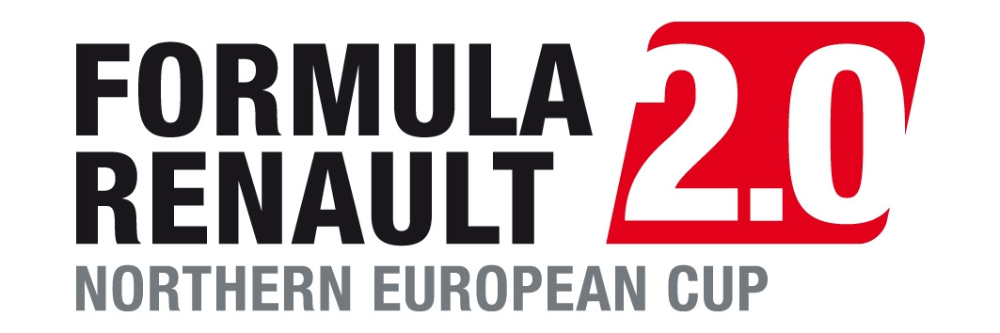 FORMULA
RENAULT 2.0
NORTHERN EUROPEAN CUP